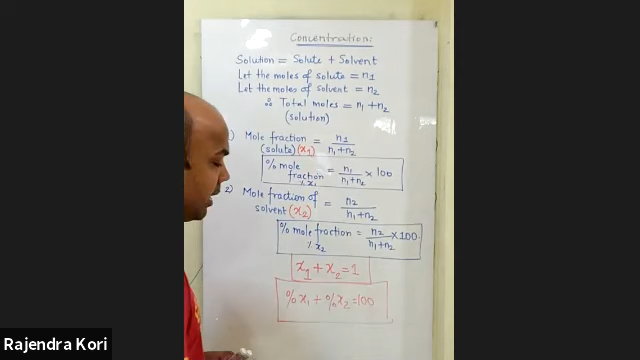 Concentration:
Solution = Solute + Solvent
Let the moles of solute = n1
Let the moles of solvent = n2
∴ Total moles = n1 + n2
(solution)
1) Mole fraction = n1 / n1+n2
(solute) (x1)
% mole fraction = n1 / n1+n2 × 100
% x1
2) Mole fraction of solvent (x2) = n2 / n1+n2
% mole fraction = n2 / n1+n2 × 100
% x2
x1 + x2 = 1
% x1 + % x2 = 100
Rajendra Kori